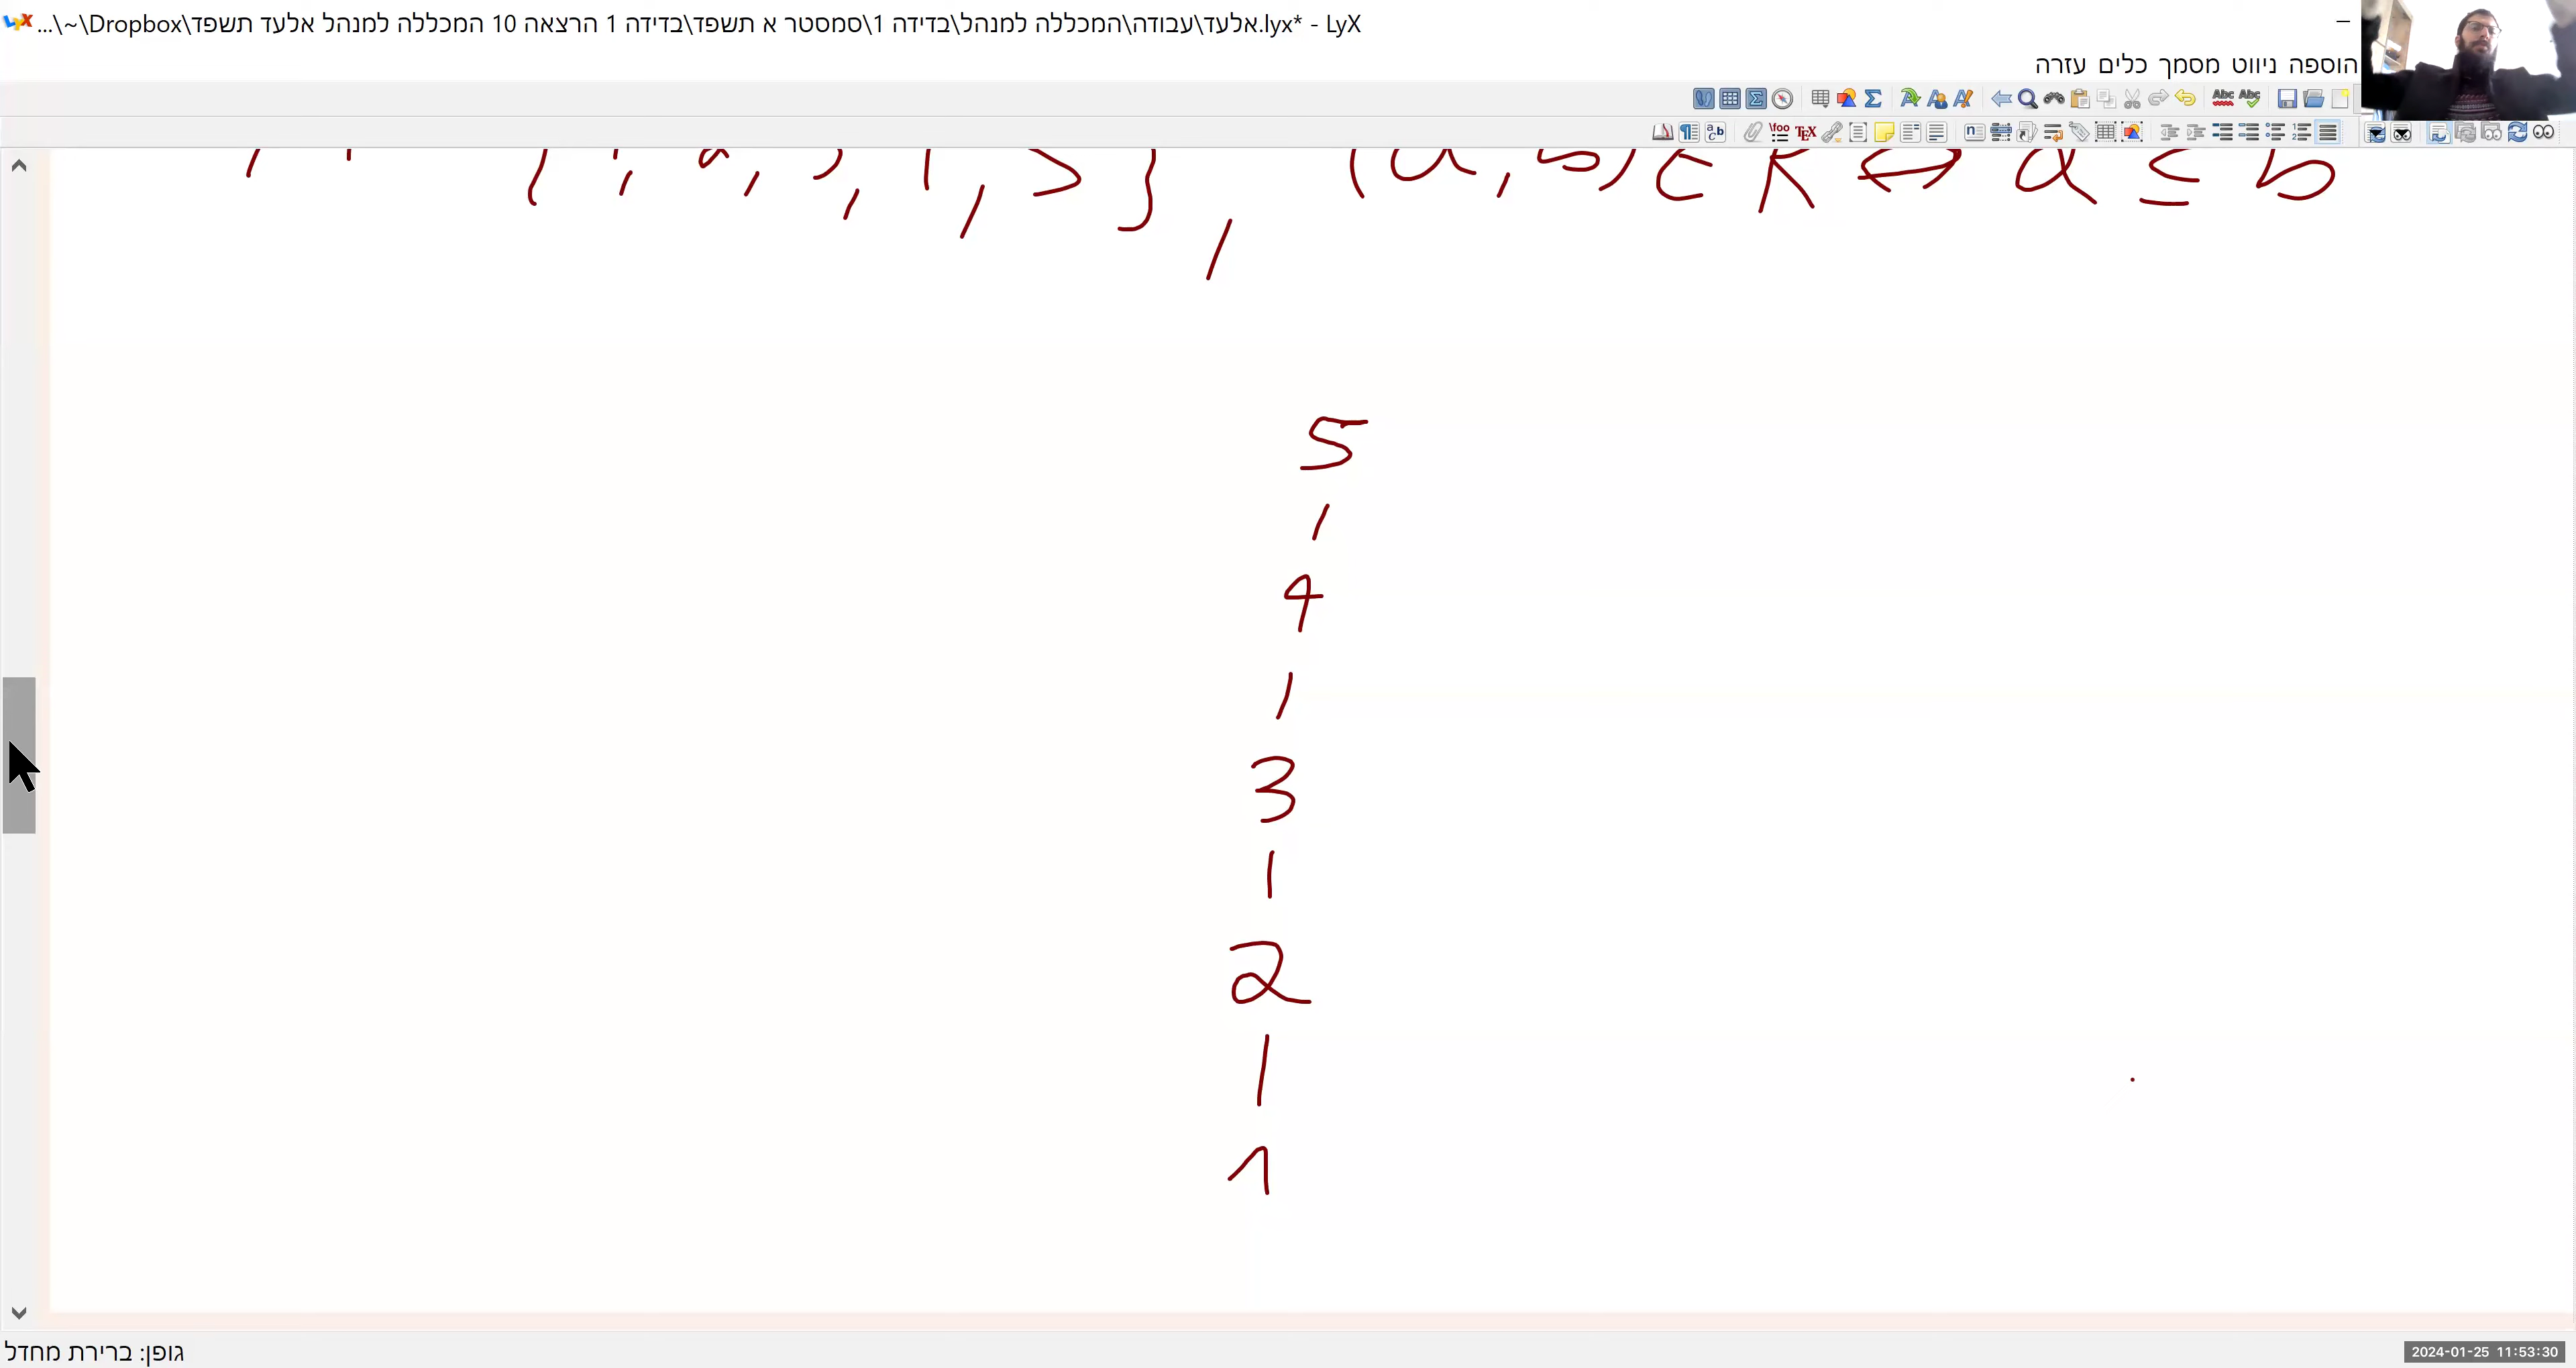 ...\~\Dropbox\אלעד\עבודה\המכללה למנהל\בדידה 1\סמסטר א תשפד\בדידה 1 הרצאה 10 המכללה למנהל אלעד תשפד.lyx* - LyX
הוספה ניווט מסמך כלים עזרה
(a, b) ∈ R ↔ a ≤ b
5
4
3
2
1
גופן: ברירת מחדל
2024-01-25 11:53:30